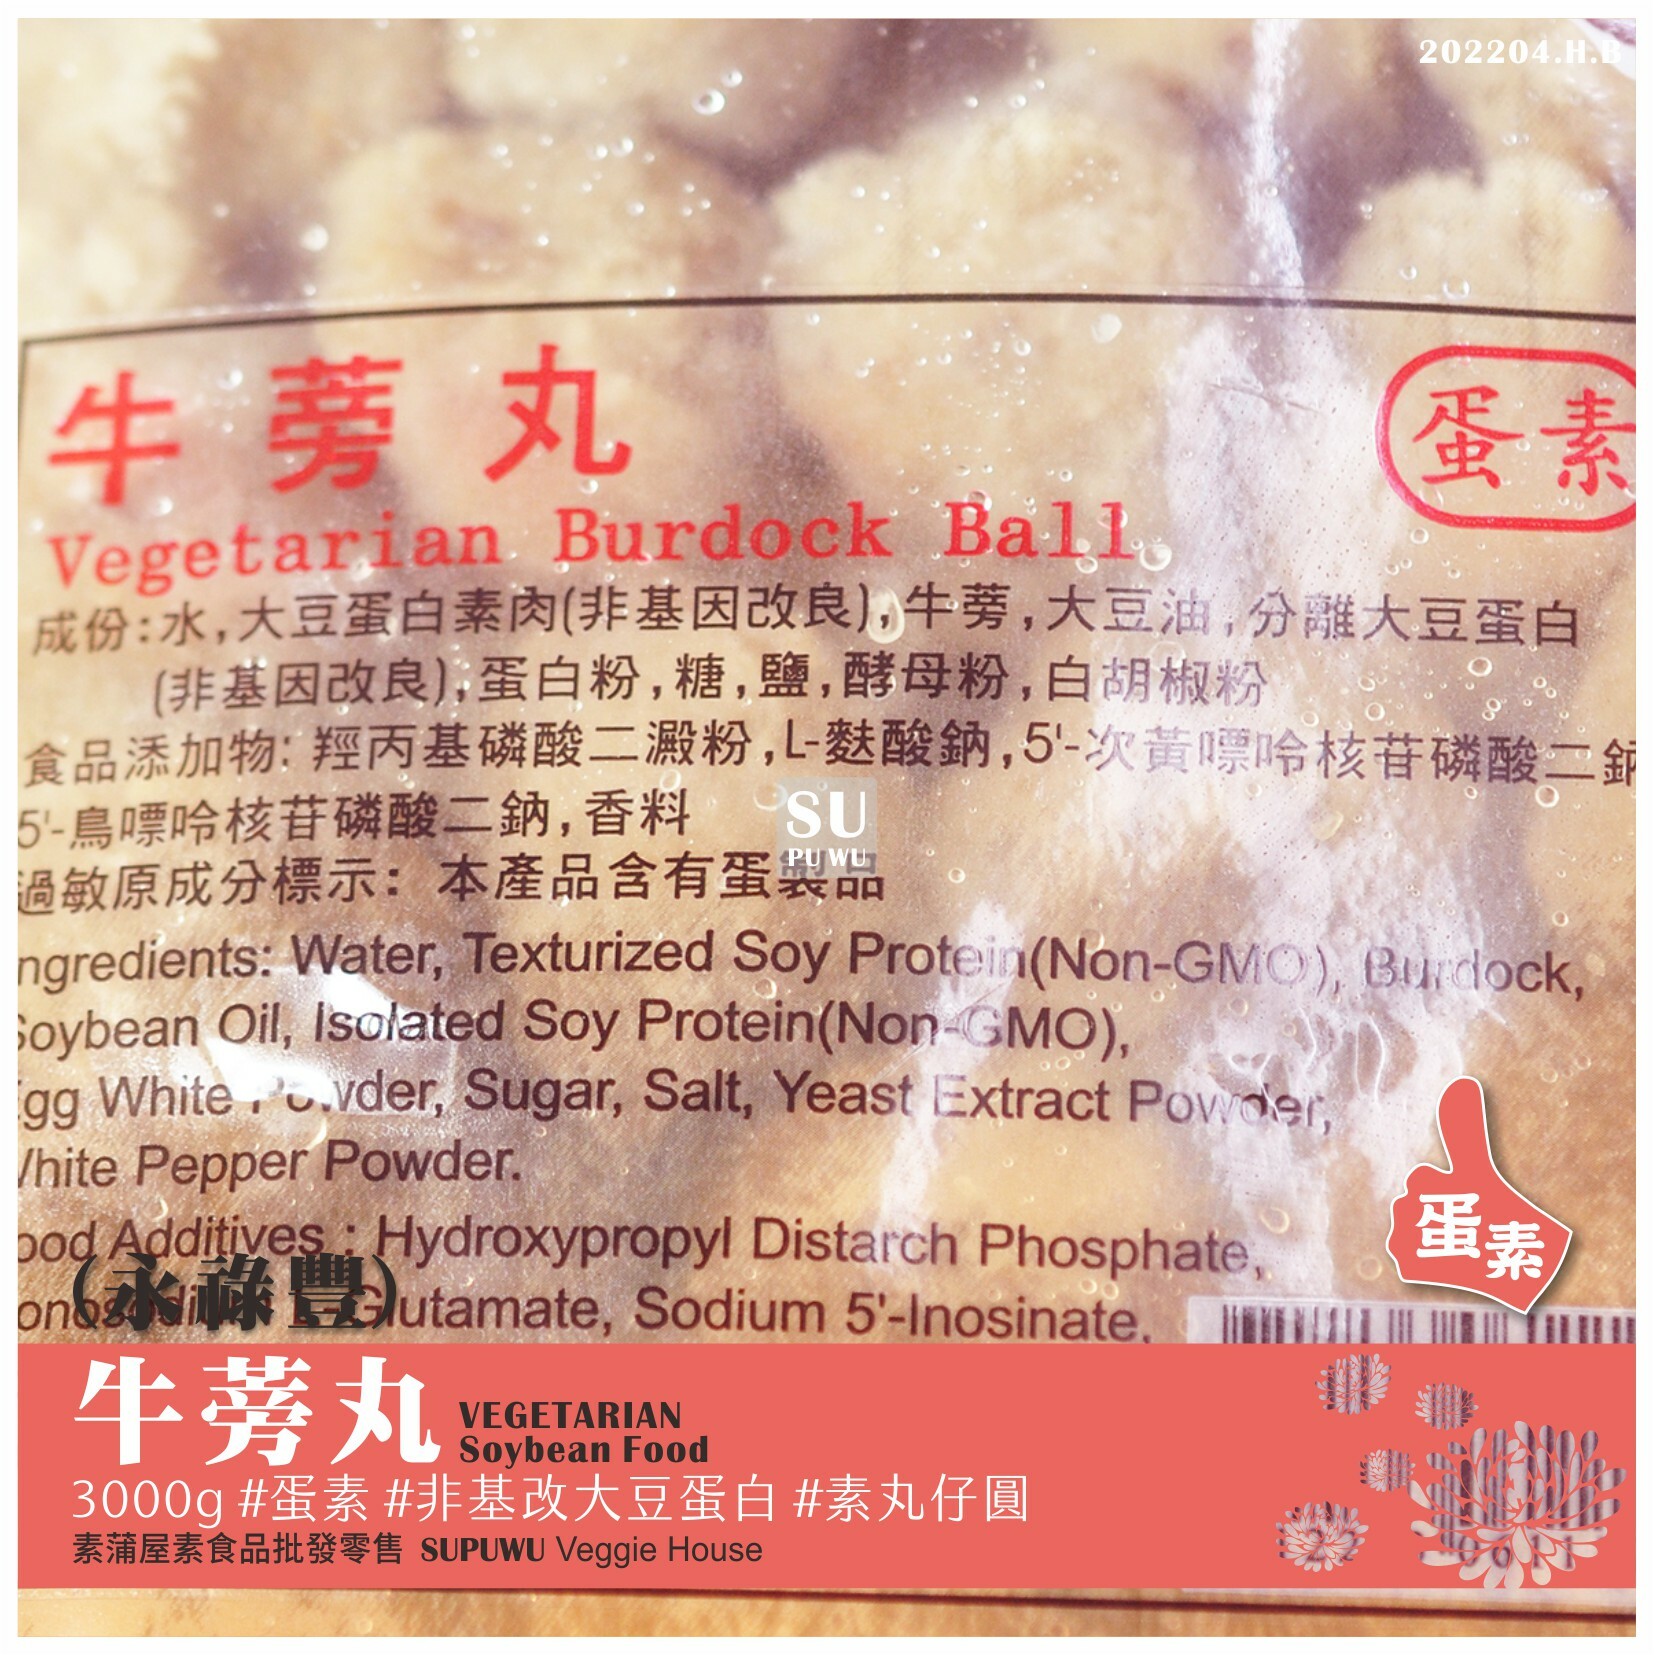 202204.H.B
牛蒡丸
蛋素
Vegetarian Burdock Ball
成份:水,大豆蛋白素肉(非基因改良),牛蒡,大豆油,分離大豆蛋白
(非基因改良),蛋白粉,糖,鹽,酵母粉,白胡椒粉
食品添加物:羥丙基磷酸二澱粉,L-麩酸鈉,5'-次黃嘌呤核苷磷酸二鈉
5'-鳥嘌呤核苷磷酸二鈉,香料
SU
PU WU
過敏原成分標示:本產品含有蛋製品
ngredients: Water, Texturized Soy Protein(Non-GMO), Burdock,
Soybean Oil, Isolated Soy Protein(Non-GMO),
gg White Powder, Sugar, Salt, Yeast Extract Powder,
White Pepper Powder.
ood Additives : Hydroxypropyl Distarch Phosphate,
L-Glutamate, Sodium 5'-Inosinate,
蛋素
(永祿豐)
牛蒡丸 VEGETARIAN
Soybean Food
3000g #蛋素 #非基改大豆蛋白 #素丸仔圓
素蒲屋素食品批發零售 SUPUWU Veggie House